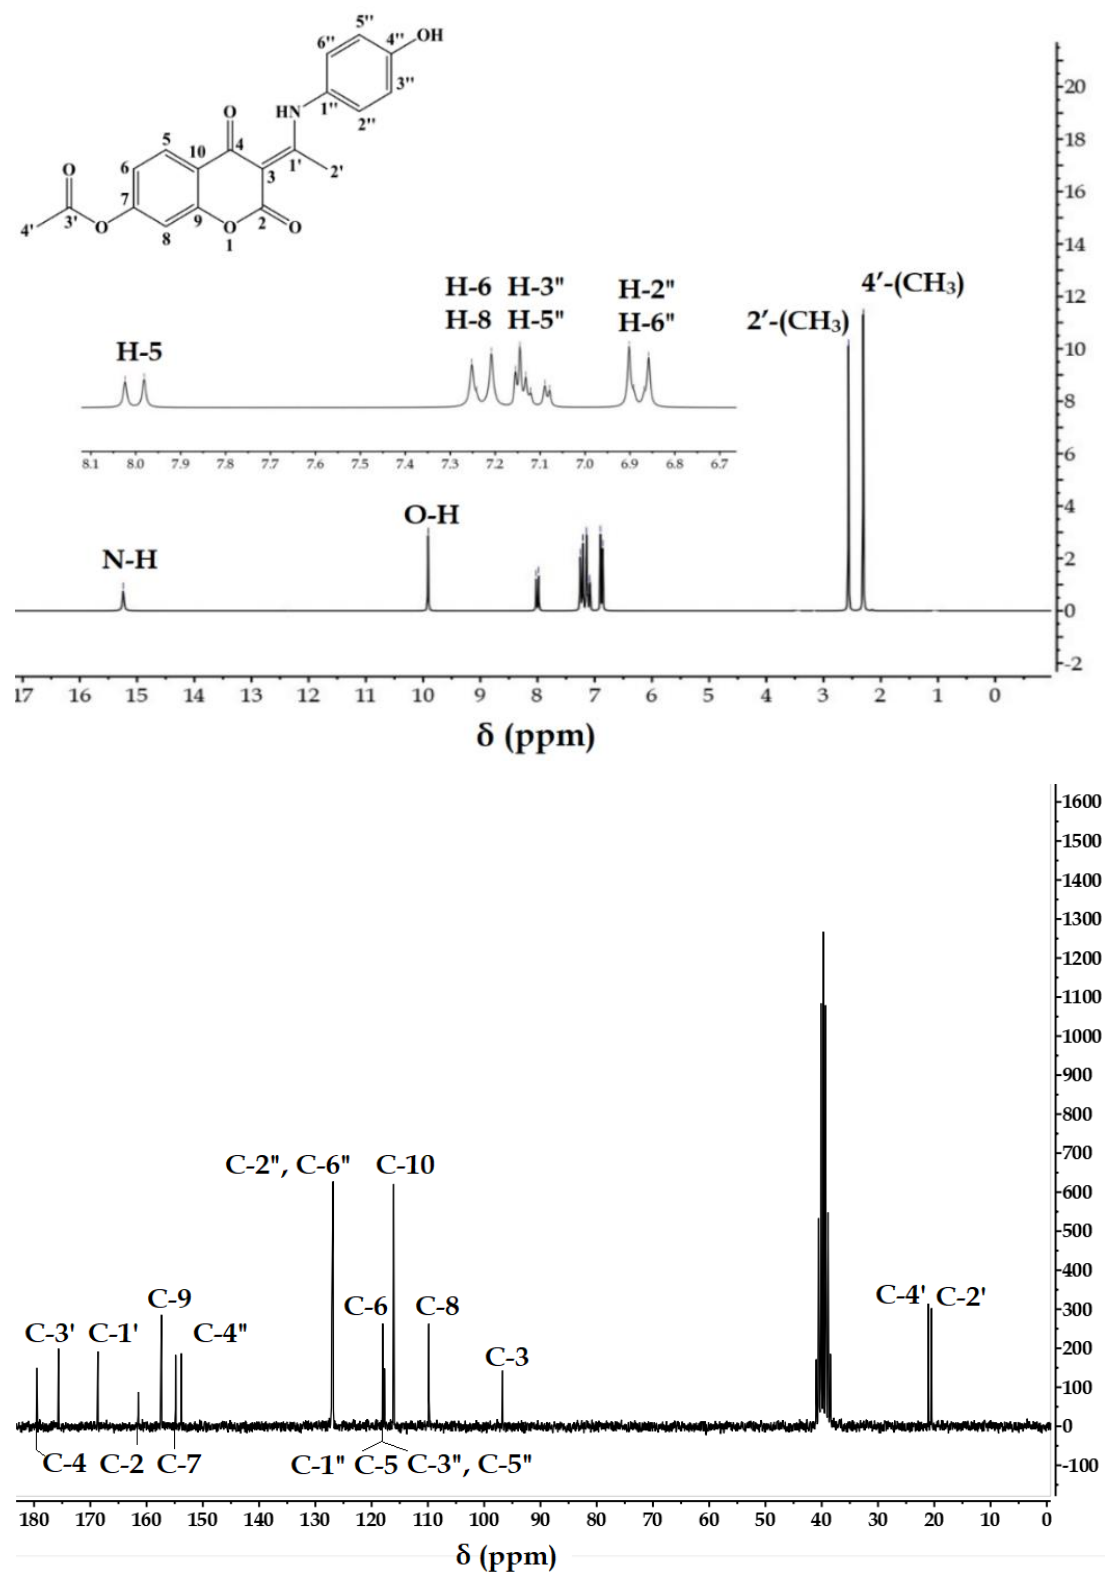 5''
6''
4''
OH
3''
HN
1''
2''
O
5
4
10
6
1'
2'
3
O
7
9
2
4'
3'
O
8
O
1
O
H-6 H-3"
H-8 H-5"
H-2"
H-6"
4′-(CH₃)
2′-(CH₃)
H-5
8.1 8.0 7.9 7.8 7.7 7.6 7.5 7.4 7.3 7.2 7.1 7.0 6.9 6.8 6.7
O-H
N-H
20
18
16
14
12
10
8
6
4
2
0
-2
17 16 15 14 13 12 11 10 9 8 7 6 5 4 3 2 1 0
δ (ppm)
1600
1500
1400
1300
1200
1100
1000
900
800
700
600
500
400
300
200
100
0
-100
C-2", C-6" C-10
C-9
C-6 C-8
C-4' C-2'
C-3' C-1' C-4"
C-3
C-4 C-2 C-7 C-1" C-5 C-3", C-5"
180 170 160 150 140 130 120 110 100 90 80 70 60 50 40 30 20 10 0
δ (ppm)